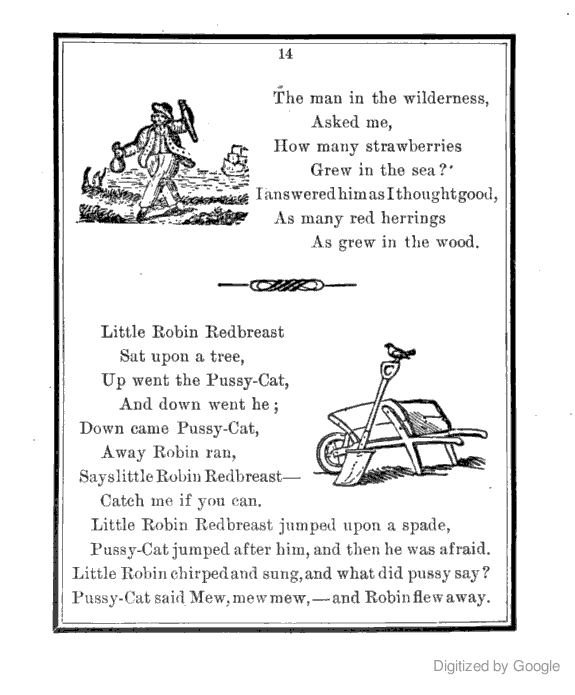 14
The man in the wilderness,
Asked me,
How many strawberries
Grew in the sea?'
I answered him as I thought good,
As many red herrings
As grew in the wood.
Little Robin Redbreast
Sat upon a tree,
Up went the Pussy-Cat,
And down went he;
Down came Pussy-Cat,
Away Robin ran,
Says little Robin Redbreast—
Catch me if you can.
Little Robin Redbreast jumped upon a spade,
Pussy-Cat jumped after him, and then he was afraid.
Little Robin chirped and sung, and what did pussy say?
Pussy-Cat said Mew, mew mew,—and Robin flew away.
Digitized by Google